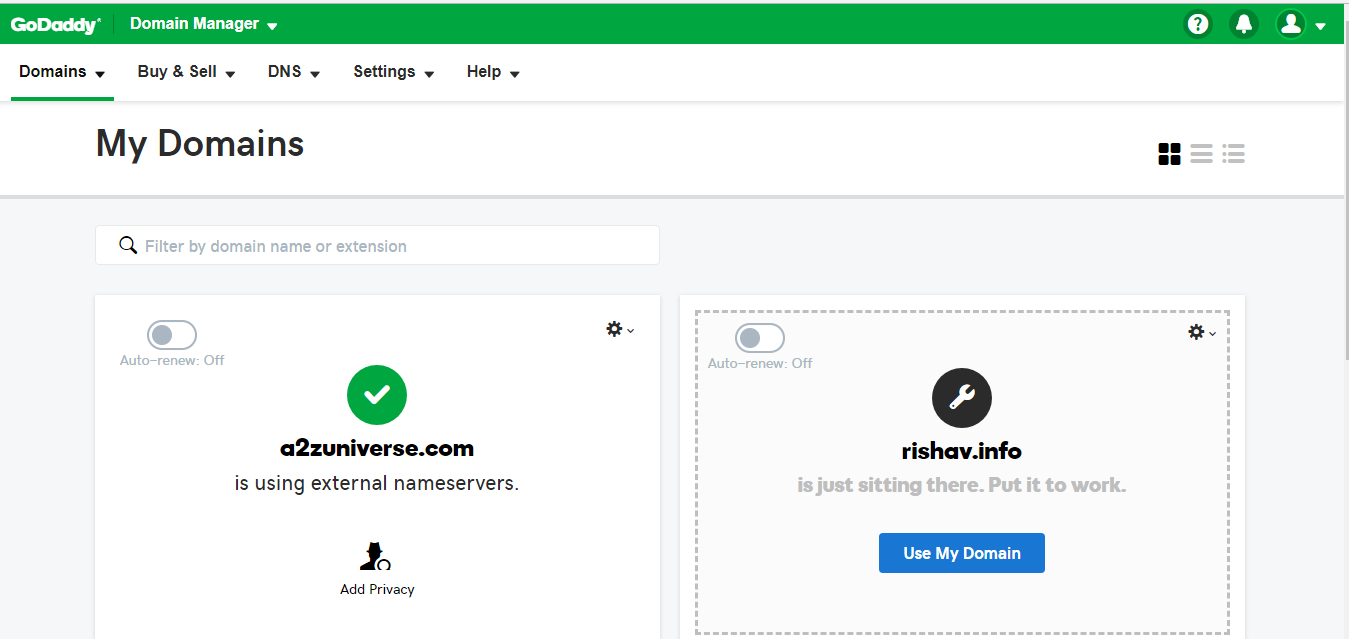 GoDaddy Domain Manager
Domains Buy & Sell DNS Settings Help
My Domains
Filter by domain name or extension
Auto-renew: Off
a2zuniverse.com
is using external nameservers.
Add Privacy
Auto-renew: Off
rishav.info
is just sitting there. Put it to work.
Use My Domain